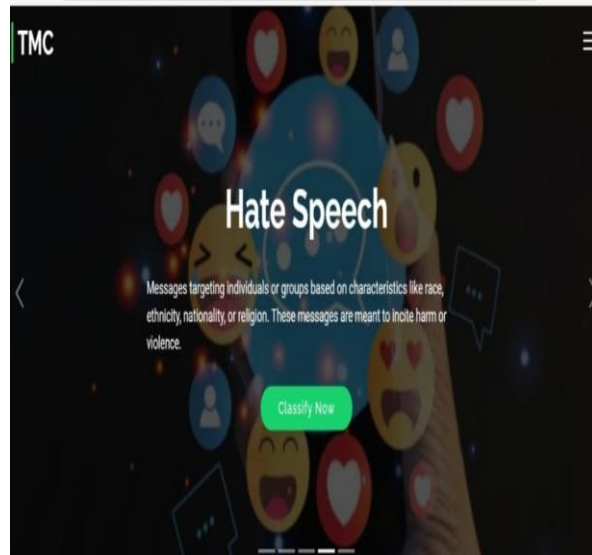 TMC
Hate Speech
Messages targeting individuals or groups based on characteristics like race,
ethnicity, nationality, or religion. These messages are meant to incite harm or
violence.
Classify Now